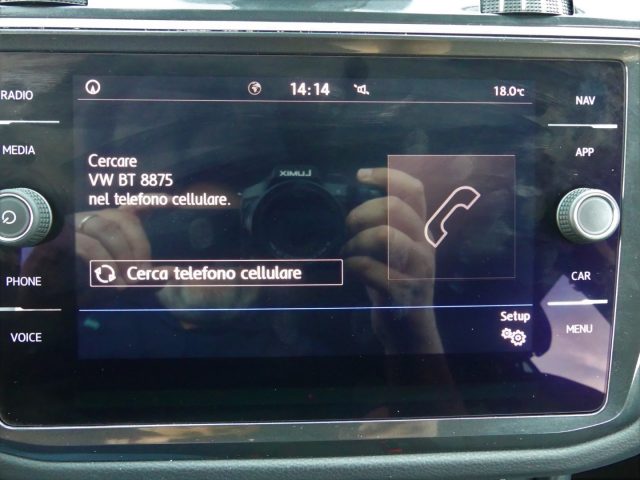 RADIO
MEDIA
PHONE
VOICE
14:14
18.0°C
Cercare
VW BT 8875
nel telefono cellulare.
Cerca telefono cellulare
Setup
LUMIX
NAV
APP
CAR
MENU